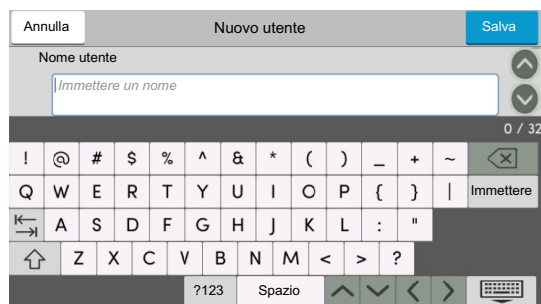 Annulla Nuovo utente Salva
Nome utente
Immettere un nome
0 / 32
! @ # $ % ^ & * ( ) _ + ~
Q W E R T Y U I O P { } | Immettere
A S D F G H J K L : "
Z X C V B N M < > ?
?123 Spazio